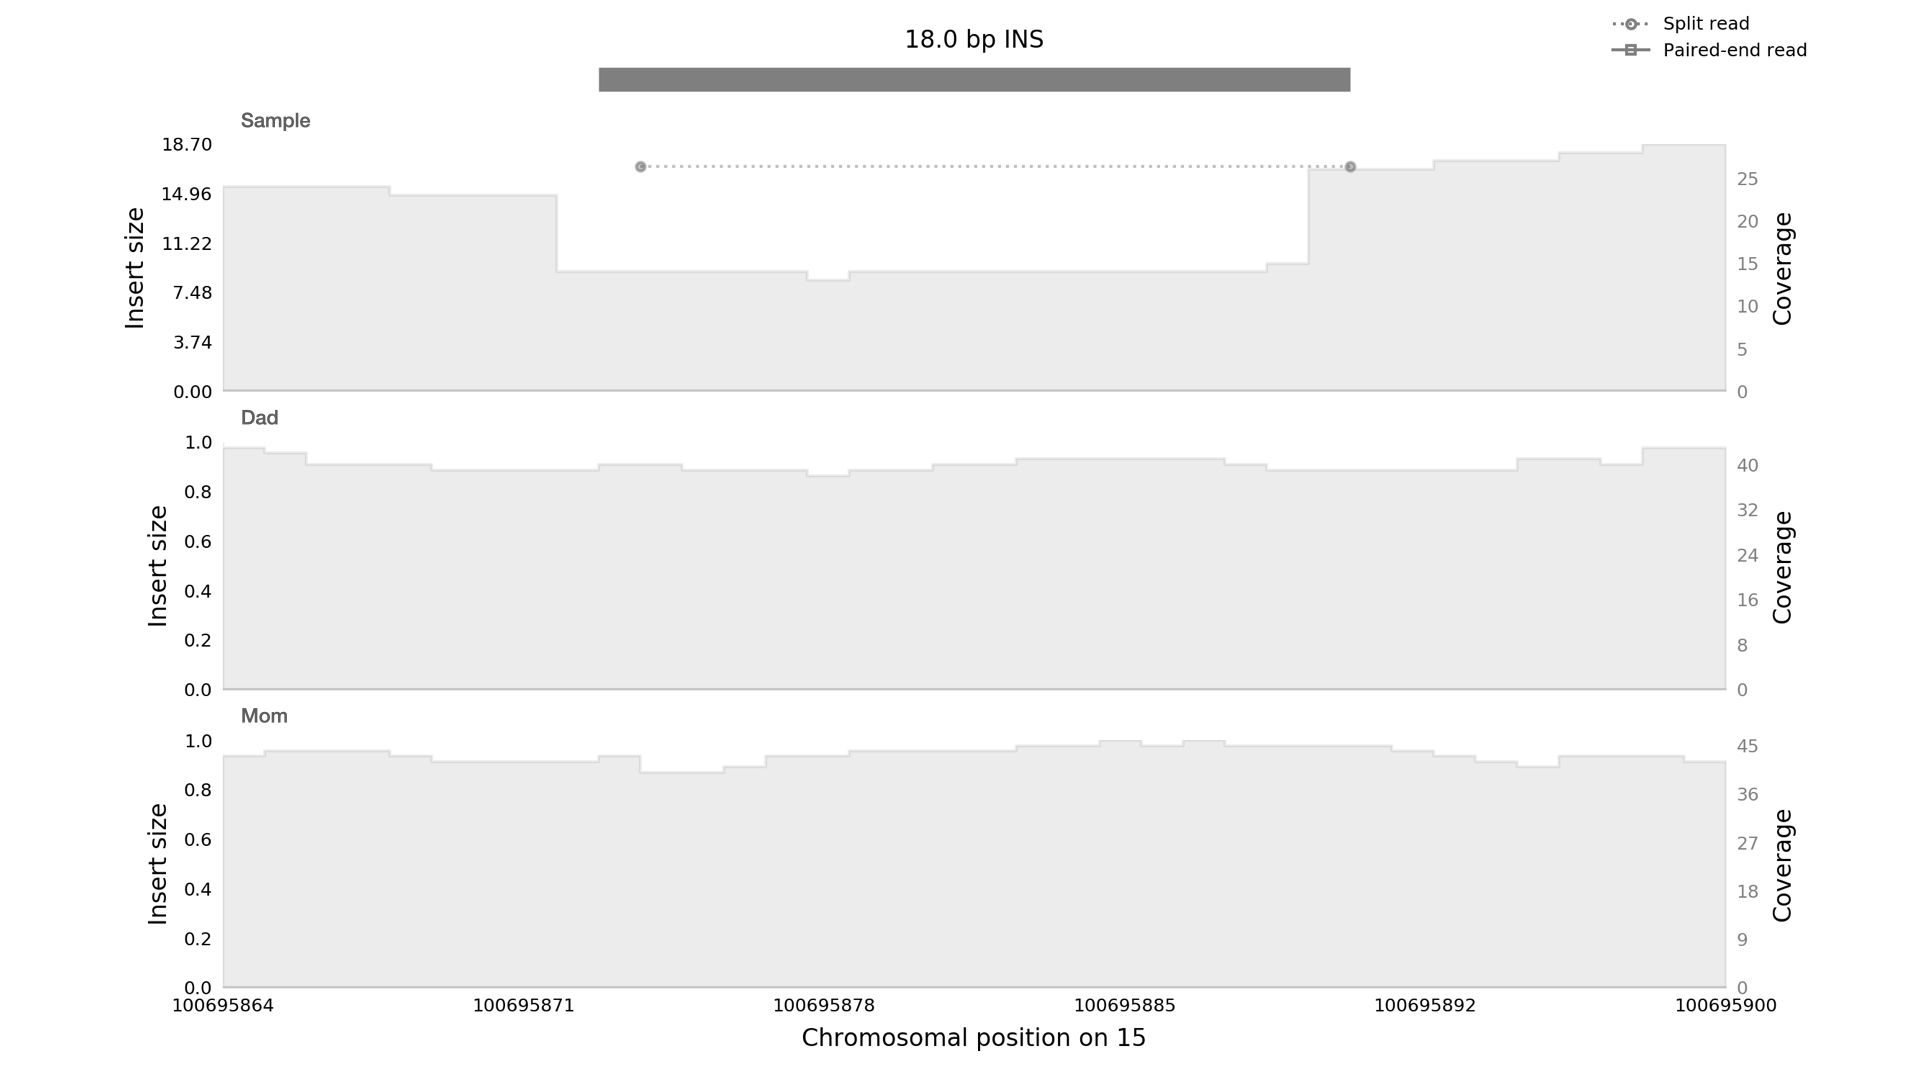 18.0 bp INS
Split read
Paired-end read
Sample
18.70
14.96
11.22
7.48
3.74
0.00
Insert size
25
20
15
10
5
0
Coverage
Dad
1.0
0.8
0.6
0.4
0.2
0.0
Insert size
40
32
24
16
8
0
Coverage
Mom
1.0
0.8
0.6
0.4
0.2
0.0
Insert size
45
36
27
18
9
0
Coverage
100695864 100695871 100695878 100695885 100695892 100695900
Chromosomal position on 15